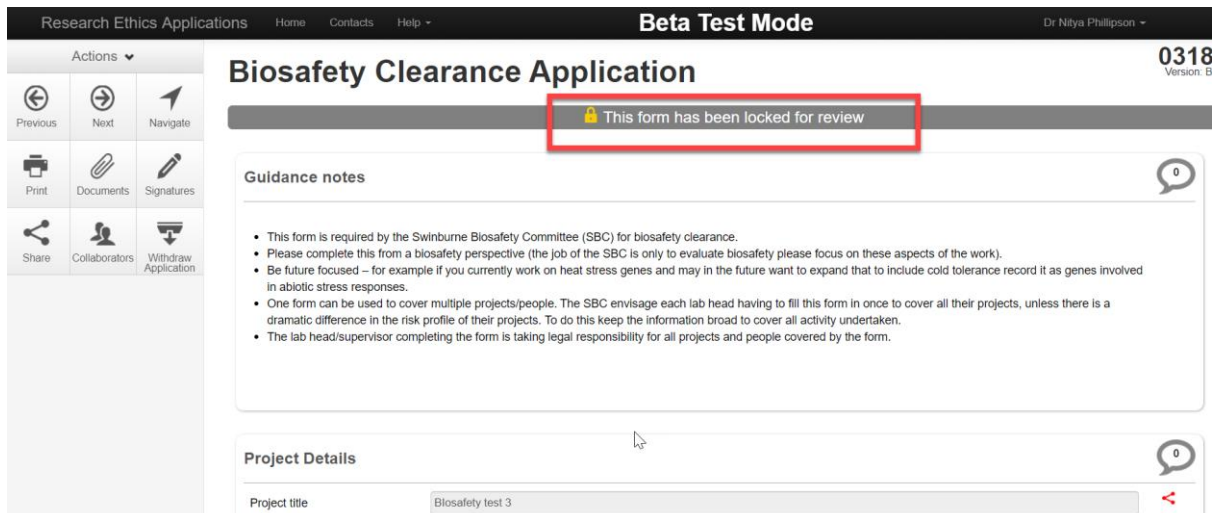 Research Ethics Applications Home Contacts Help Beta Test Mode Dr Nitya Phillipson
Actions
Previous Next Navigate
Print Documents Signatures
Share Collaborators Withdraw
Application
Biosafety Clearance Application
0318
Version: B
This form has been locked for review
Guidance notes
0
• This form is required by the Swinburne Biosafety Committee (SBC) for biosafety clearance.
• Please complete this from a biosafety perspective (the job of the SBC is only to evaluate biosafety please focus on these aspects of the work).
• Be future focused – for example if you currently work on heat stress genes and may in the future want to expand that to include cold tolerance record it as genes involved
in abiotic stress responses.
• One form can be used to cover multiple projects/people. The SBC envisage each lab head having to fill this form in once to cover all their projects, unless there is a
dramatic difference in the risk profile of their projects. To do this keep the information broad to cover all activity undertaken.
• The lab head/supervisor completing the form is taking legal responsibility for all projects and people covered by the form.
Project Details
0
Project title Biosafety test 3